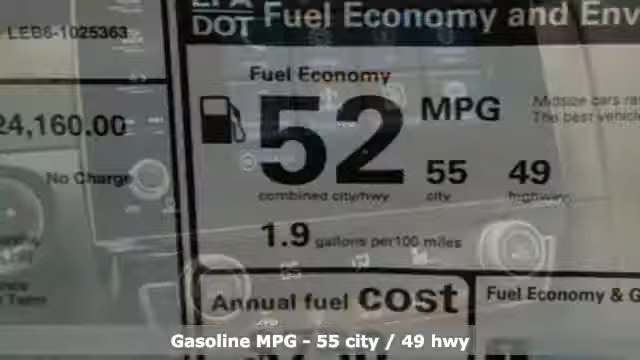 EPA
DOT Fuel Economy and Env
LEB6-1025363
Fuel Economy
24,160.00
52 MPG
Midsize cars
The best
No Charge
55 49
combined city/hwy city highway
1.9 gallons per 100 miles
Annual fuel cost
Fuel Economy & G
Gasoline MPG - 55 city / 49 hwy